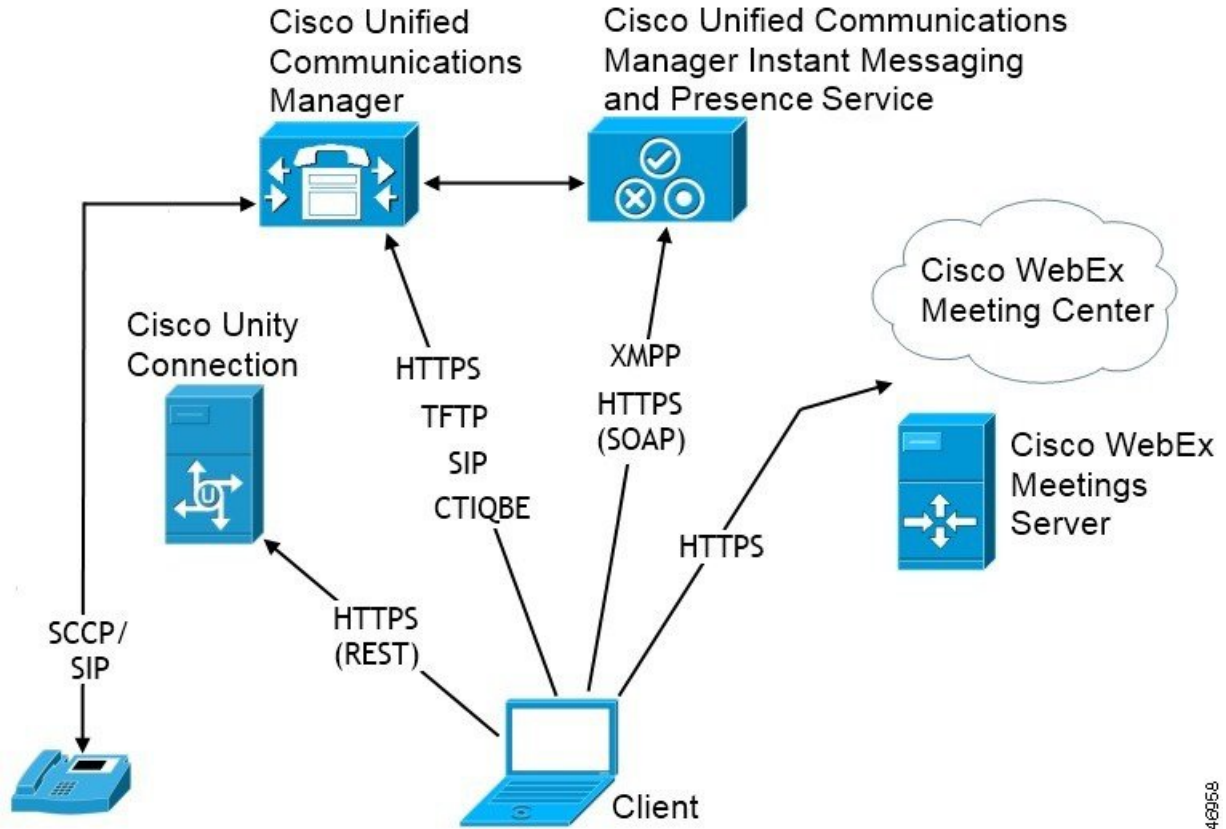 Cisco Unified
Communications
Manager
Cisco Unified Communications
Manager Instant Messaging
and Presence Service
Cisco WebEx
Meeting Center
Cisco Unity
Connection
HTTPS
TFTP
SIP
CTIQBE
XMPP
HTTPS
(SOAP)
Cisco WebEx
Meetings
Server
HTTPS
HTTPS
(REST)
SCCP/
SIP
U
Client
46958